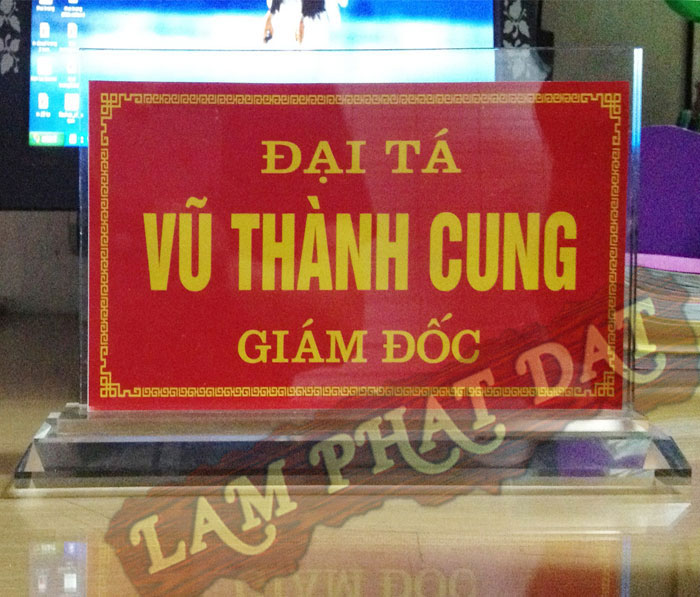 ĐẠI TÁ
VŨ THÀNH CUNG
GIÁM ĐỐC
LAM PHAT DAT